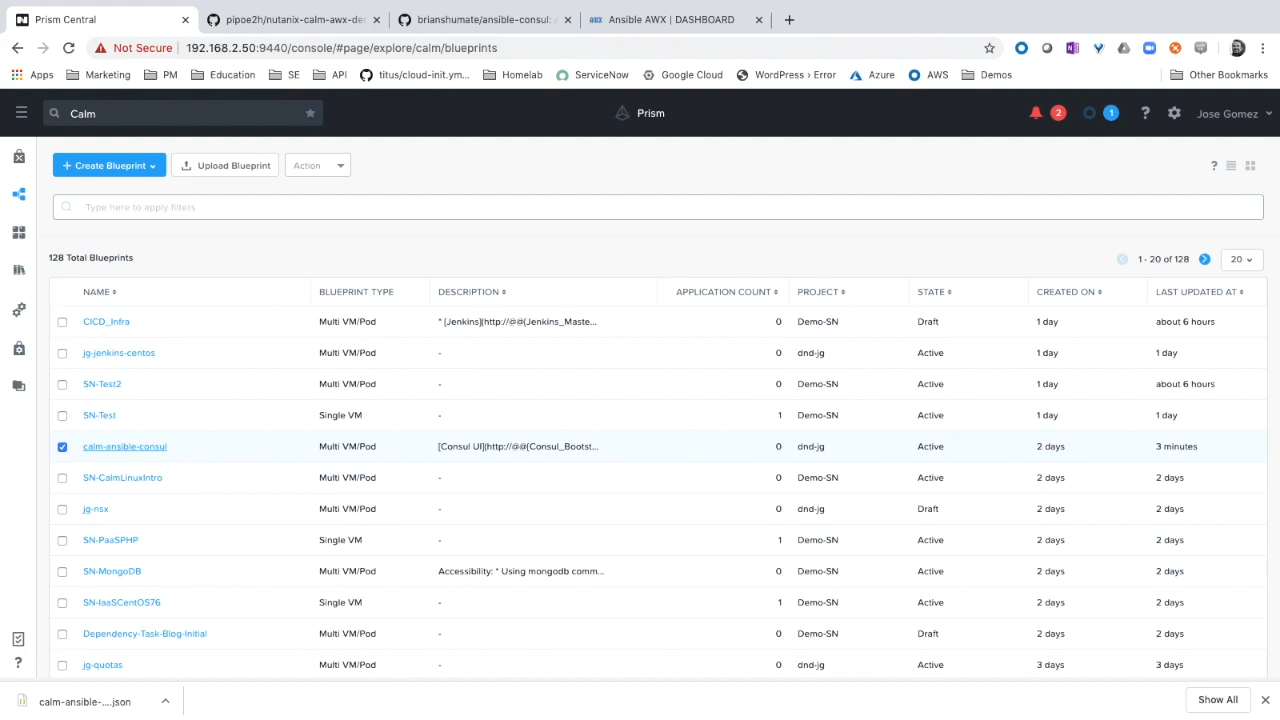 Prism Central
pipoe2h/nutanix-calm-awx-de
brianshumate/ansible-consul:
AWX Ansible AWX | DASHBOARD
Not Secure | 192.168.2.50:9440/console/#page/explore/calm/blueprints
Apps Marketing PM Education SE API titus/cloud-init.ym... Homelab ServiceNow Google Cloud WordPress › Error Azure AWS Demos Other Bookmarks
Calm Prism 2 1 ? Jose Gomez
+ Create Blueprint Upload Blueprint Action ?
Type here to apply filters
128 Total Blueprints 1 - 20 of 128 20
NAME BLUEPRINT TYPE DESCRIPTION APPLICATION COUNT PROJECT STATE CREATED ON LAST UPDATED AT
CICD_Infra Multi VM/Pod * [Jenkins](http://@@{Jenkins_Maste... 0 Demo-SN Draft 1 day about 6 hours
jg-jenkins-centos Multi VM/Pod - 0 dnd-jg Active 1 day 1 day
SN-Test2 Multi VM/Pod - 0 Demo-SN Active 1 day about 6 hours
SN-Test Single VM - 1 Demo-SN Active 1 day 1 day
calm-ansible-consul Multi VM/Pod [Consul UI](http://@@{Consul_Bootst... 0 dnd-jg Active 2 days 3 minutes
SN-CalmLinuxIntro Multi VM/Pod - 0 Demo-SN Active 2 days 2 days
jg-nsx Multi VM/Pod - 0 dnd-jg Draft 2 days 2 days
SN-PaaSPHP Single VM - 1 Demo-SN Active 2 days 2 days
SN-MongoDB Multi VM/Pod Accessibility: * Using mongodb comm... 0 Demo-SN Active 2 days 2 days
SN-IaaSCentOS76 Single VM - 1 Demo-SN Active 2 days 2 days
Dependency-Task-Blog-Initial Multi VM/Pod - 0 Demo-SN Draft 2 days 2 days
jg-quotas Multi VM/Pod - 0 dnd-jg Active 3 days 3 days
?
calm-ansible-....json Show All